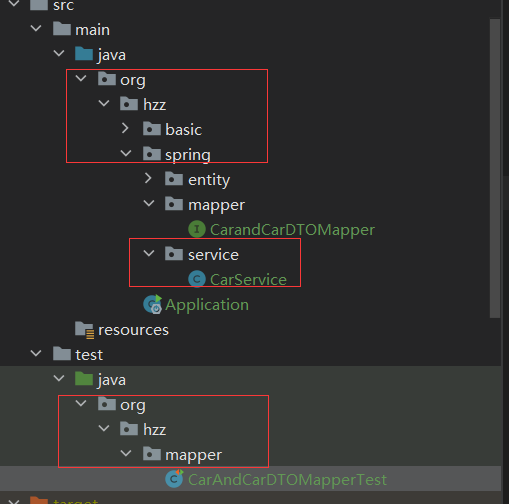 src
main
java
org
hzz
basic
spring
entity
mapper
CarandCarDTOMapper
service
CarService
Application
resources
test
java
org
hzz
mapper
CarAndCarDTOMapperTest
target